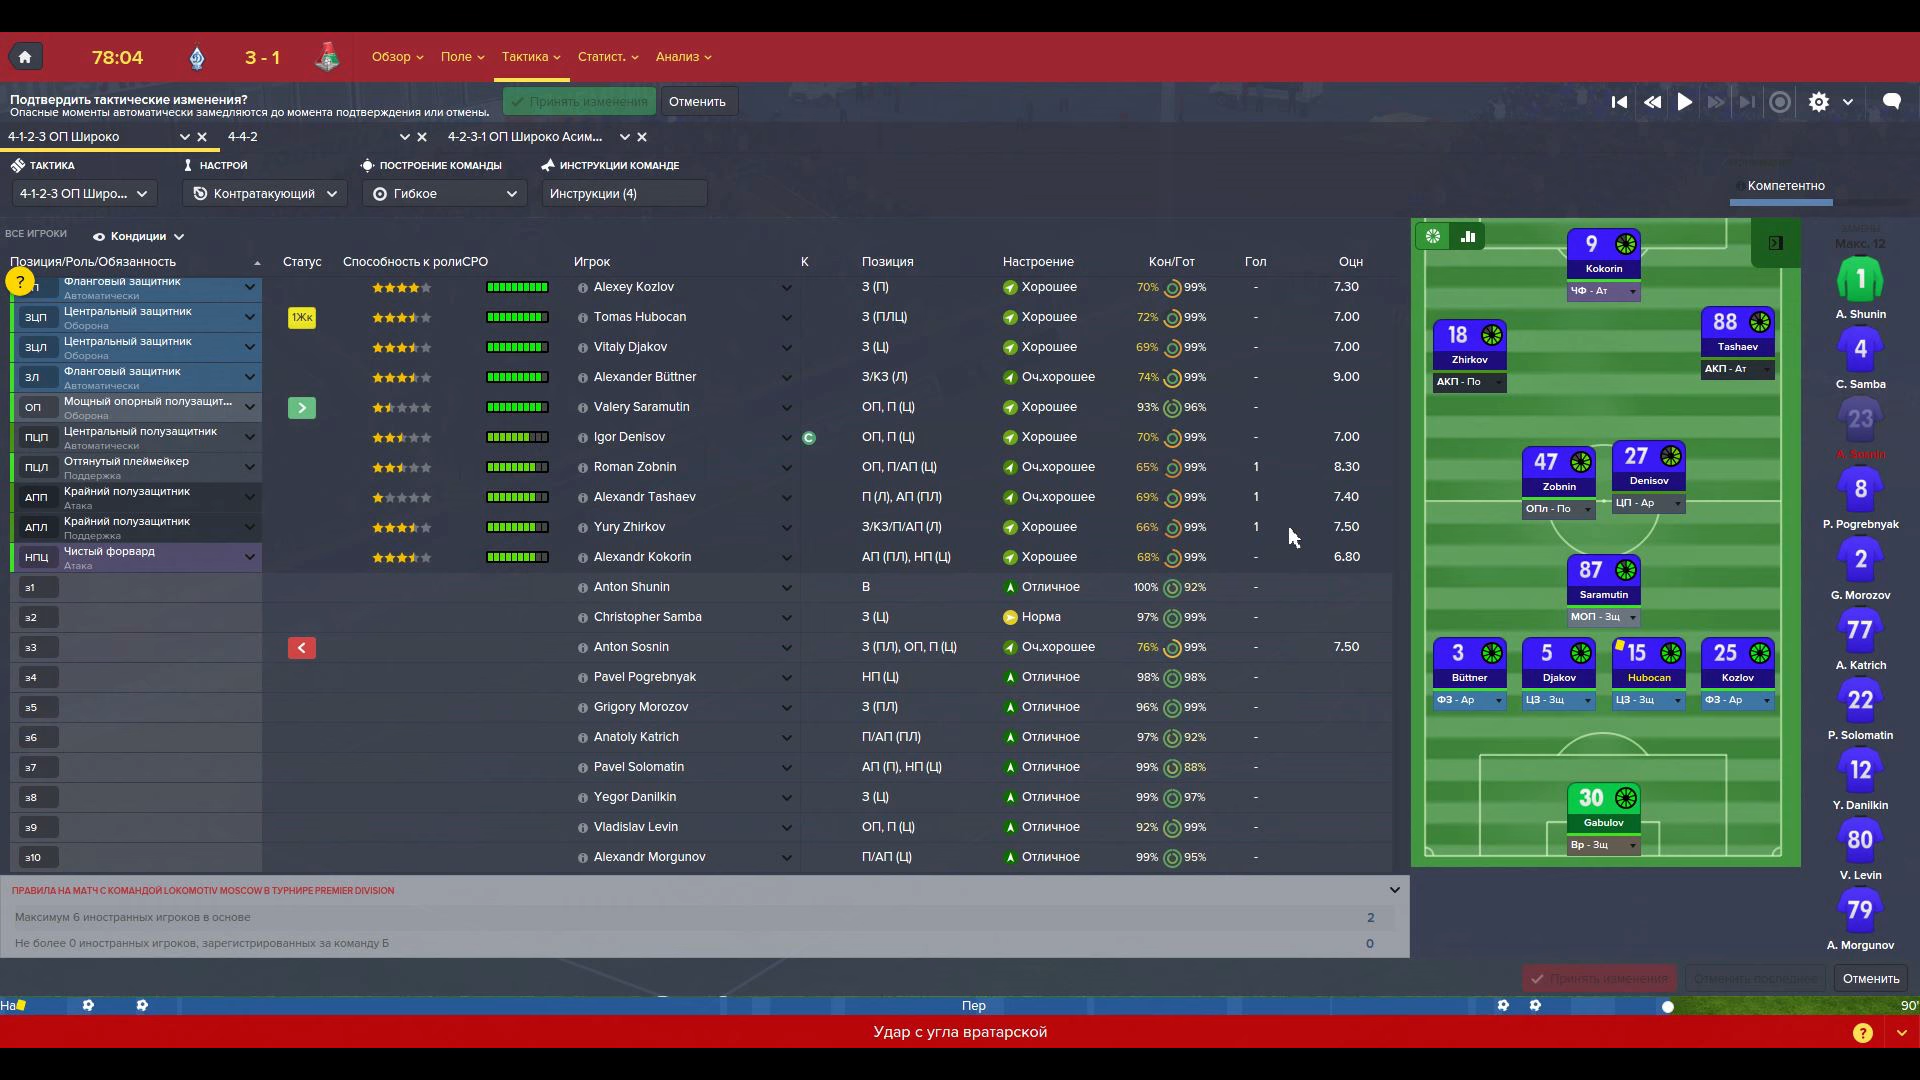 78:04
3 - 1
Обзор
Поле
Тактика
Статист.
Анализ
Подтвердить тактические изменения?
Опасные моменты автоматически замедляются до момента подтверждения или отмены.
Принять изменения
Отменить
4-1-2-3 ОП Широко
4-4-2
4-2-3-1 ОП Широко Асим...
ТАКТИКА
НАСТРОЙ
ПОСТРОЕНИЕ КОМАНДЫ
ИНСТРУКЦИИ КОМАНДЕ
4-1-2-3 ОП Широ...
Контратакующий
Гибкое
Инструкции (4)
Компетентно
ВСЕ ИГРОКИ
Кондиции
Позиция/Роль/Обязанность
Статус
Способность к ролиСРО
Игрок
К
Позиция
Настроение
Кон/Гот
Гол
Оцн
Фланговый защитник
Автоматически
Alexey Kozlov З (П) Хорошее 70% 99% - 7.30
ЗЦП Центральный защитник
Оборона
1Жк Tomas Hubocan З (ПЛЦ) Хорошее 72% 99% - 7.00
ЗЦЛ Центральный защитник
Оборона
Vitaly Djakov З (Ц) Хорошее 69% 99% - 7.00
ЗЛ Фланговый защитник
Автоматически
Alexander Büttner З/КЗ (Л) Оч.хорошее 74% 99% - 9.00
ОП Мощный опорный полузащит...
Оборона
Valery Saramutin ОП, П (Ц) Хорошее 93% 96% -
ПЦП Центральный полузащитник
Автоматически
Igor Denisov C ОП, П (Ц) Хорошее 70% 99% - 7.00
ПЦЛ Оттянутый плеймейкер
Поддержка
Roman Zobnin ОП, П/АП (Ц) Оч.хорошее 65% 99% 1 8.30
АПП Крайний полузащитник
Атака
Alexandr Tashaev П (Л), АП (ПЛ) Оч.хорошее 69% 99% 1 7.40
АПЛ Крайний полузащитник
Поддержка
Yury Zhirkov З/КЗ/П/АП (Л) Хорошее 66% 99% 1 7.50
НПЦ Чистый форвард
Атака
Alexandr Kokorin АП (ПЛ), НП (Ц) Хорошее 68% 99% - 6.80
з1 Anton Shunin В Отличное 100% 92% -
з2 Christopher Samba З (Ц) Норма 97% 99% -
з3 Anton Sosnin З (ПЛ), ОП, П (Ц) Оч.хорошее 76% 99% - 7.50
з4 Pavel Pogrebnyak НП (Ц) Отличное 98% 98% -
з5 Grigory Morozov З (ПЛ) Отличное 96% 99% -
з6 Anatoly Katrich П/АП (ПЛ) Отличное 97% 92% -
з7 Pavel Solomatin АП (П), НП (Ц) Отличное 99% 88% -
з8 Yegor Danilkin З (Ц) Отличное 99% 97% -
з9 Vladislav Levin ОП, П (Ц) Отличное 92% 99% -
з10 Alexandr Morgunov П/АП (Ц) Отличное 99% 95% -
9
Kokorin
ЧФ - Ат
18
Zhirkov
АКП - По
88
Tashaev
АКП - Ат
47
Zobnin
ОПл - По
27
Denisov
ЦП - Ар
87
Saramutin
МОП - Зщ
3
Büttner
ФЗ - Ар
5
Djakov
ЦЗ - Зщ
15
Hubocan
ЦЗ - Зщ
25
Kozlov
ФЗ - Ар
30
Gabulov
Вр - Зщ
Макс. 12
1
A. Shunin
4
C. Samba
23
A. Sosnin
8
P. Pogrebnyak
2
G. Morozov
77
A. Katrich
22
P. Solomatin
12
Y. Danilkin
80
V. Levin
79
A. Morgunov
ПРАВИЛА НА МАТЧ С КОМАНДОЙ LOKOMOTIV MOSCOW В ТУРНИРЕ PREMIER DIVISION
Максимум 6 иностранных игроков в основе 2
Не более 0 иностранных игроков, зарегистрированных за команду Б 0
Принять изменения
Отменить последнее
Отменить
На
Пер
90'
Удар с угла вратарской